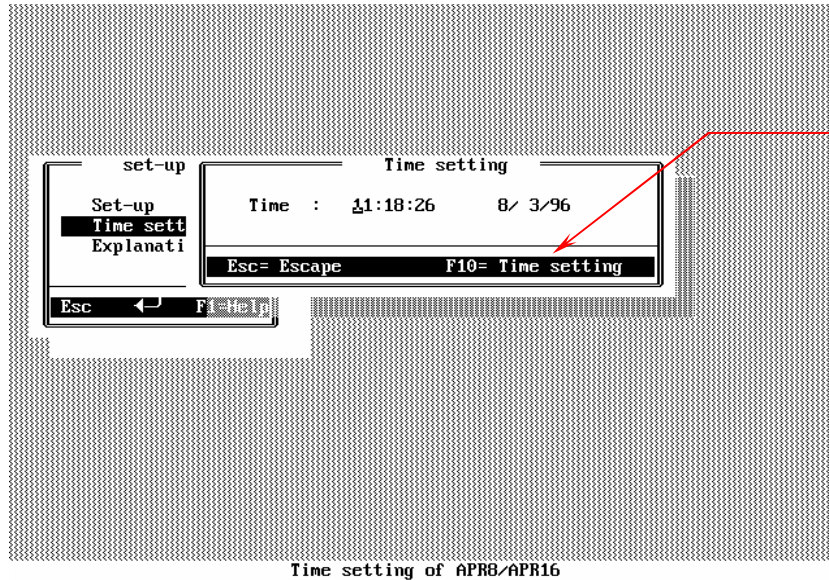 set-up
Set-up
Time sett
Explanati
Esc F1=Help
Time setting
Time : 11:18:26 8/ 3/96
Esc= Escape F10= Time setting
Time setting of APR8/APR16